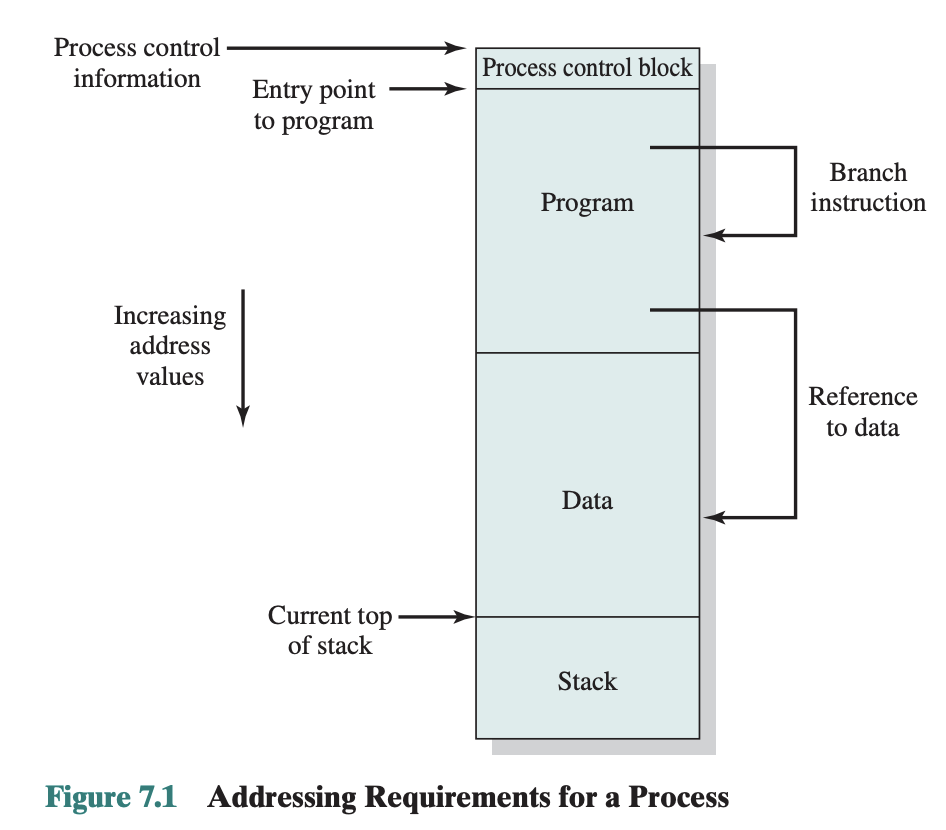 Process control
information
Process control block
Entry point
to program
Branch
instruction
Program
Increasing
address
values
Reference
to data
Data
Current top
of stack
Stack
Figure 7.1 Addressing Requirements for a Process